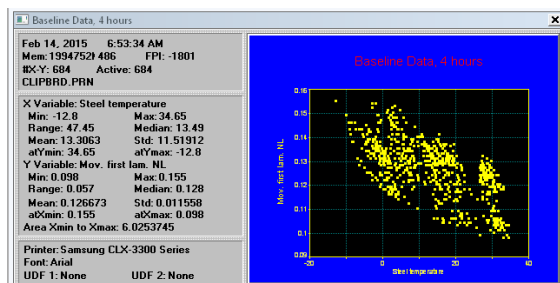 Baseline Data, 4 hours
Feb 14, 2015 6:53:34 AM
Mem: 1994752 486 FPI: -1801
#X-Y: 684 Active: 684
CLIPBRD.PRN
X Variable: Steel temperature
Min: -12.8 Max: 34.65
Range: 47.45 Median: 13.49
Mean: 13.3063 Std: 11.51912
atYmin: 34.65 atYmax: -12.8
Y Variable: Mov. first lam. NL
Min: 0.098 Max: 0.155
Range: 0.057 Median: 0.128
Mean: 0.126673 Std: 0.011558
atXmin: 0.155 atXmax: 0.098
Area Xmin to Xmax: 6.0253745
Printer: Samsung CLX-3300 Series
Font: Arial
UDF 1: None UDF 2: None
Baseline Data, 4 hours
Mov. first lam. NL
0.16
0.15
0.14
0.13
0.12
0.11
0.1
0.09
-20 0 20 40
Steel temperature